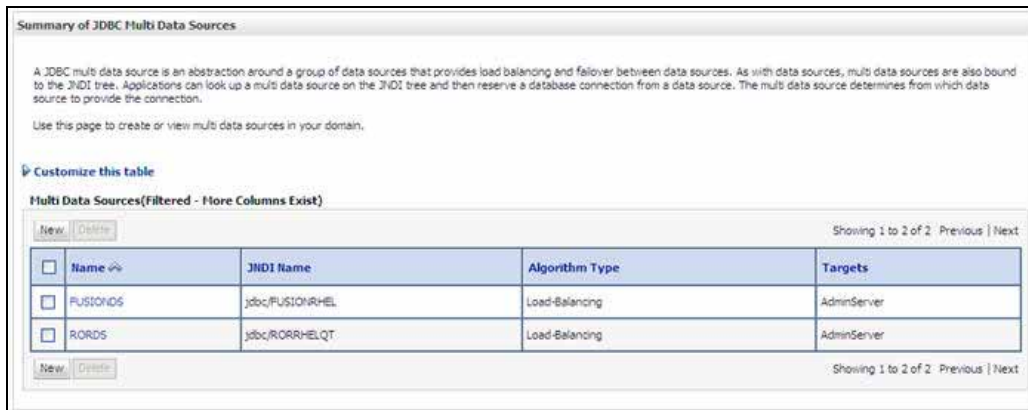 Summary of JDBC Multi Data Sources
A JDBC multi data source is an abstraction around a group of data sources that provides load balancing and failover between data sources. As with data sources, multi data sources are also bound
to the JNDI tree. Applications can look up a multi data source on the JNDI tree and then reserve a database connection from a data source. The multi data source determines from which data
source to provide the connection.
Use this page to create or view multi data sources in your domain.
Customize this table
Multi Data Sources(Filtered - More Columns Exist)
New Delete Showing 1 to 2 of 2 Previous | Next
Name JNDI Name Algorithm Type Targets
FUSIONDS jdbc/FUSIONRHEL Load-Balancing AdminServer
RORDS jdbc/RORRHELQT Load-Balancing AdminServer
New Delete Showing 1 to 2 of 2 Previous | Next